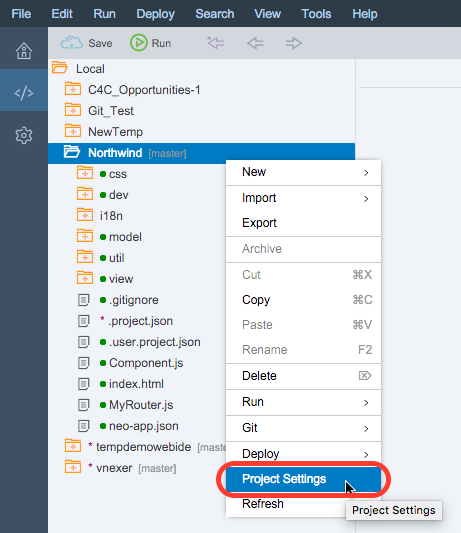 File Edit Run Deploy Search View Tools Help
Save Run
Local
C4C_Opportunities-1
Git_Test
NewTemp
Northwind [master]
css
dev
i18n
model
util
view
.gitignore
* .project.json
.user.project.json
Component.js
index.html
MyRouter.js
neo-app.json
* tempdemowebide
* vnexer [master]
New >
Import >
Export
Archive
Cut ⌘X
Copy ⌘C
Paste ⌘V
Rename F2
Delete ⌦
Run >
Git >
Deploy >
Project Settings
Refresh
Project Settings